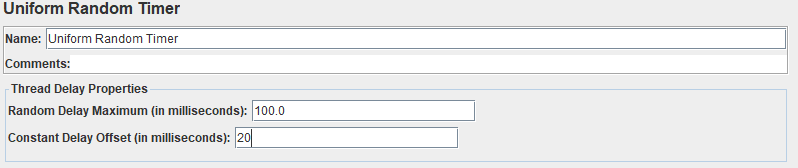 Uniform Random Timer
Name: Uniform Random Timer
Comments:
Thread Delay Properties
Random Delay Maximum (in milliseconds): 100.0
Constant Delay Offset (in milliseconds): 20